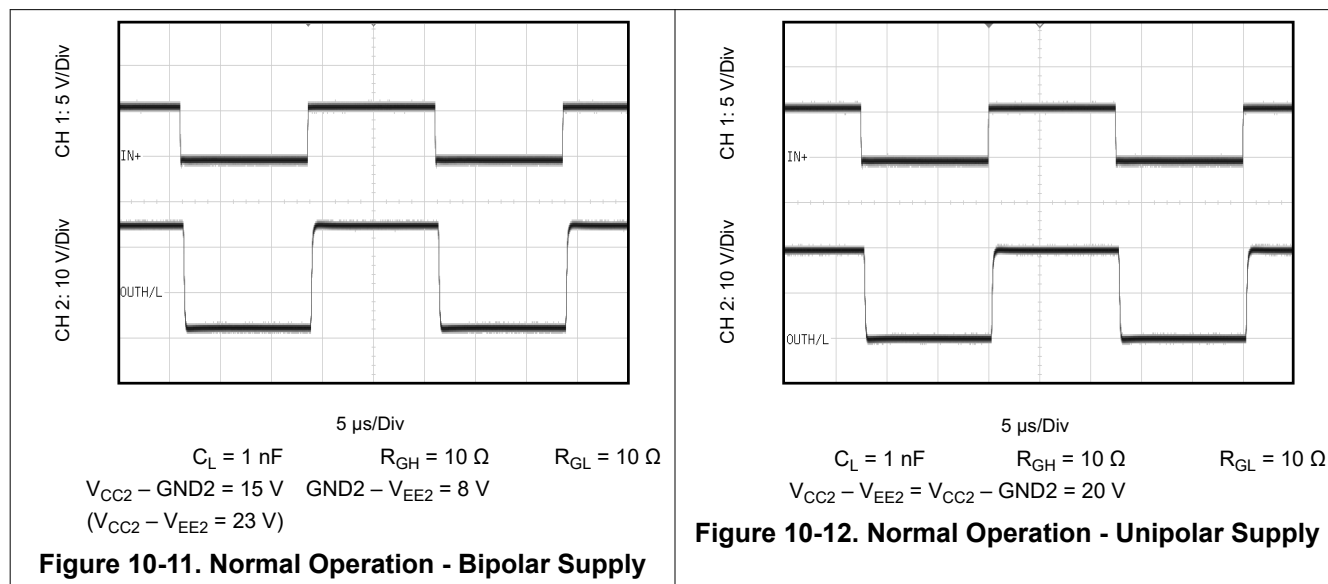 CH 1: 5 V/Div
IN+
CH 2: 10 V/Div
OUTH/L
5 µs/Div
C_L = 1 nF R_GH = 10 Ω R_GL = 10 Ω
V_CC2 – GND2 = 15 V GND2 – V_EE2 = 8 V
(V_CC2 – V_EE2 = 23 V)
Figure 10-11. Normal Operation - Bipolar Supply
CH 1: 5 V/Div
IN+
CH 2: 10 V/Div
OUTH/L
5 µs/Div
C_L = 1 nF R_GH = 10 Ω R_GL = 10 Ω
V_CC2 – V_EE2 = V_CC2 – GND2 = 20 V
Figure 10-12. Normal Operation - Unipolar Supply